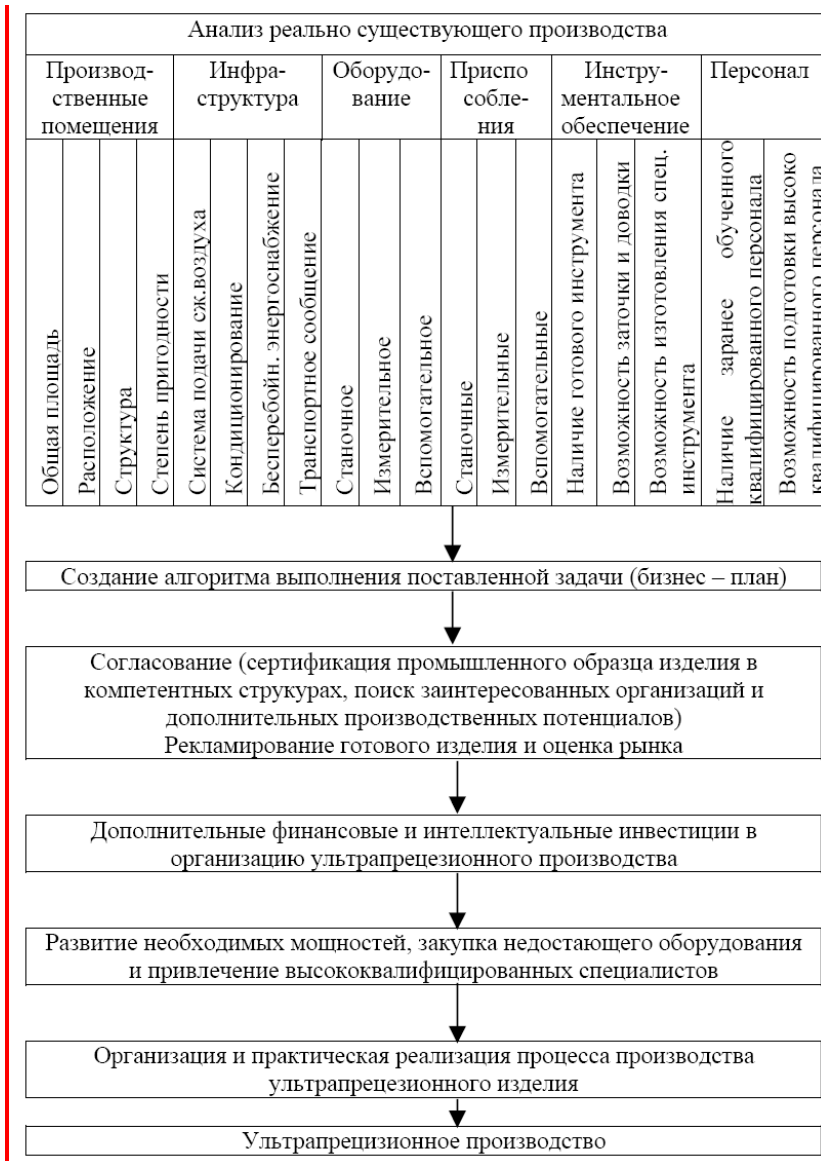 Анализ реально существующего производства
Производ-
ственные
помещения
Инфра-
структура
Оборудо-
вание
Приспо
собле-
ния
Инстру-
ментальное
обеспечение
Персонал
Общая площадь
Расположение
Структура
Степень пригодности
Система подачи сж.воздуха
Кондиционирование
Бесперебойн. энергоснабжение
Транспортное сообщение
Станочное
Измерительное
Вспомогательное
Станочные
Измерительные
Вспомогательные
Наличие готового инструмента
Возможность заточки и доводки
Возможность изготовления спец.
инструмента
Наличие заранее обученного
квалифицированного персонала
Возможность подготовки высоко
квалифицированного персонала
Создание алгоритма выполнения поставленной задачи (бизнес – план)
Согласование (сертификация промышленного образца изделия в
компетентных струкурах, поиск заинтересованных организаций и
дополнительных производственных потенциалов)
Рекламирование готового изделия и оценка рынка
Дополнительные финансовые и интеллектуальные инвестиции в
организацию ультрапрецезионного производства
Развитие необходимых мощностей, закупка недостающего оборудования
и привлечение высококвалифицированных специалистов
Организация и практическая реализация процесса производства
ультрапрецезионного изделия
Ультрапрецизионное производство